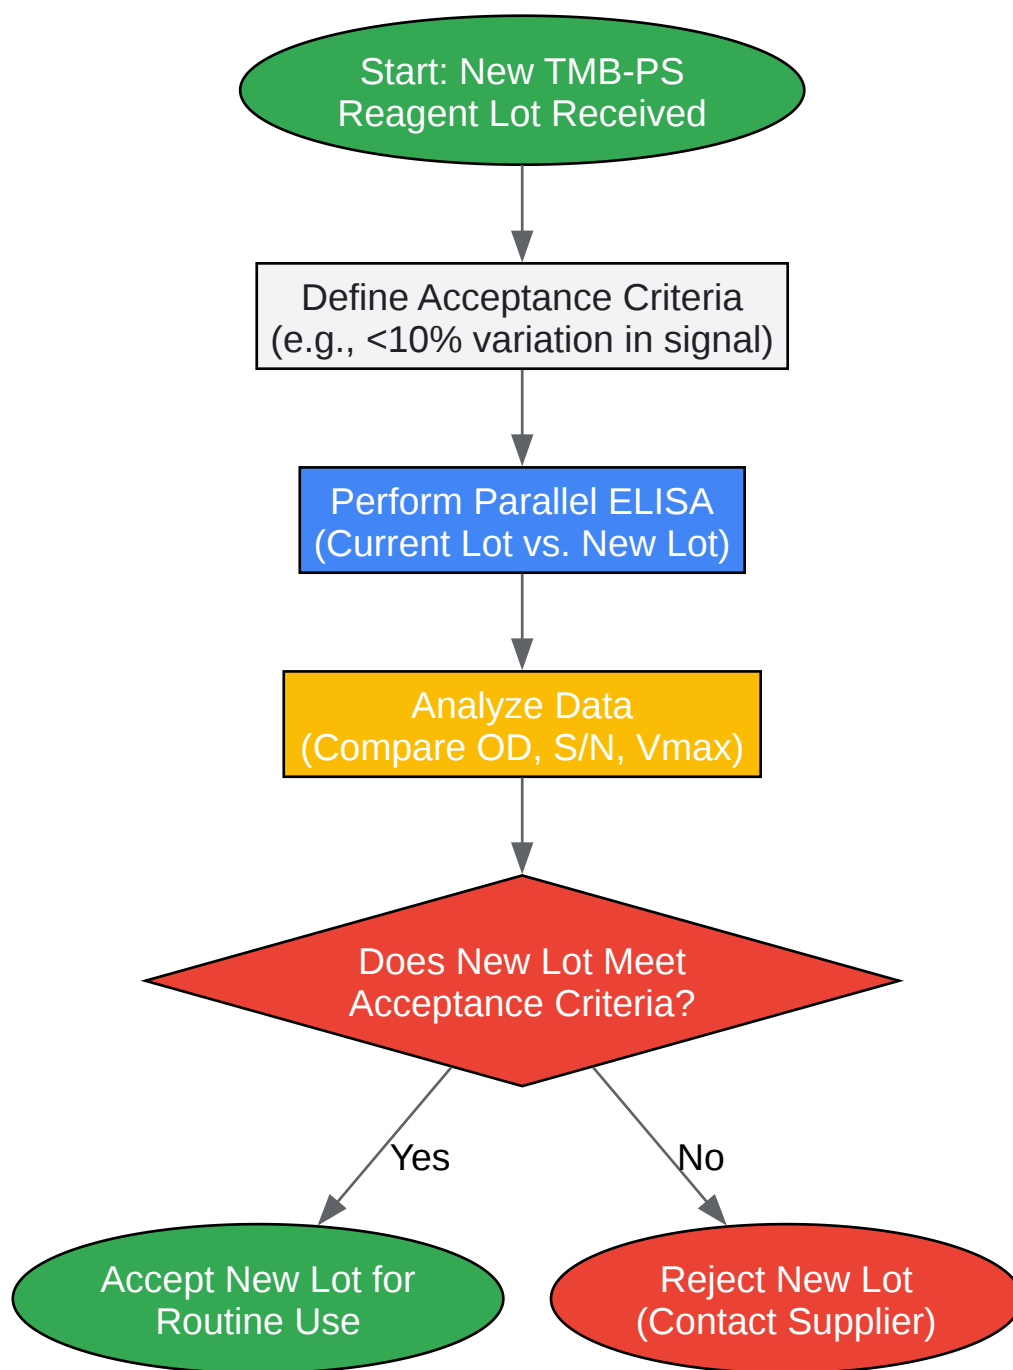 Start: New TMB-PS
Reagent Lot Received
Define Acceptance Criteria
(e.g., <10% variation in signal)
Perform Parallel ELISA
(Current Lot vs. New Lot)
Analyze Data
(Compare OD, S/N, Vmax)
Does New Lot Meet
Acceptance Criteria?
Yes
No
Accept New Lot for
Routine Use
Reject New Lot
(Contact Supplier)